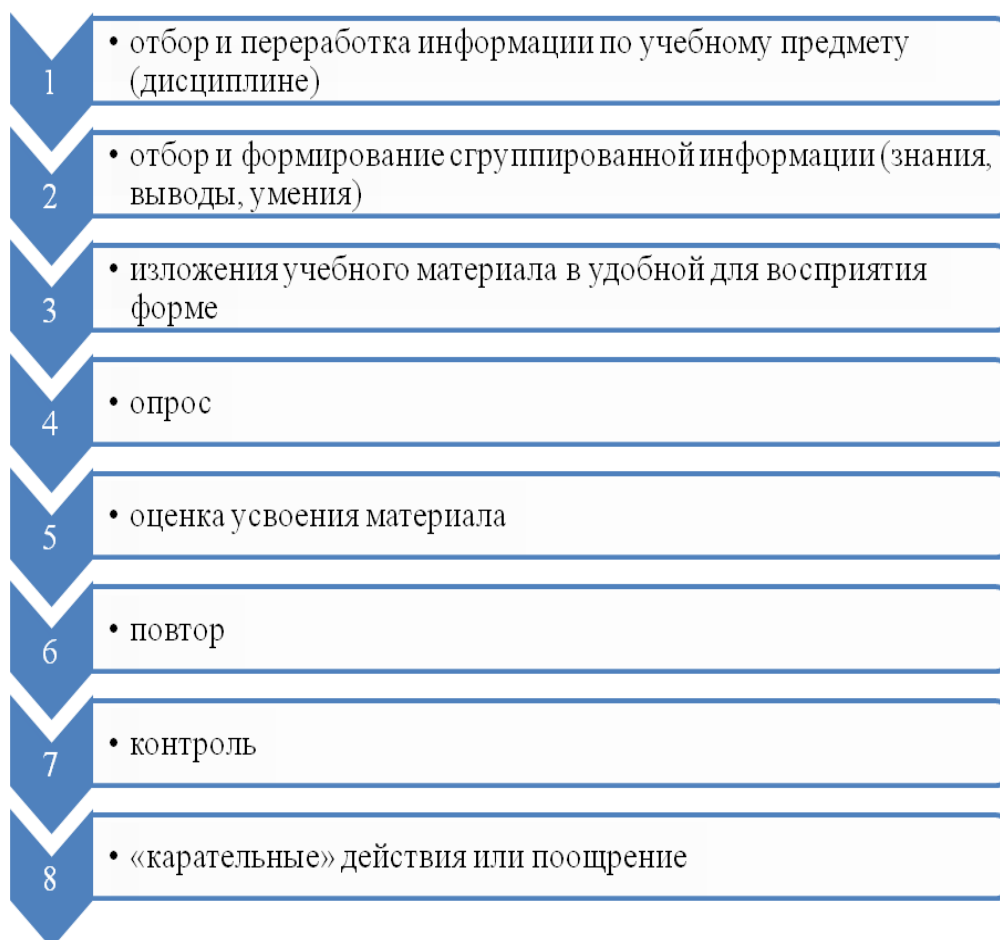 1
• отбор и переработка информации по учебному предмету
(дисциплине)
2
• отбор и формирование сгруппированной информации (знания,
выводы, умения)
3
• изложения учебного материала в удобной для восприятия
форме
4
• опрос
5
• оценка усвоения материала
6
• повтор
7
• контроль
8
• «карательные» действия или поощрение